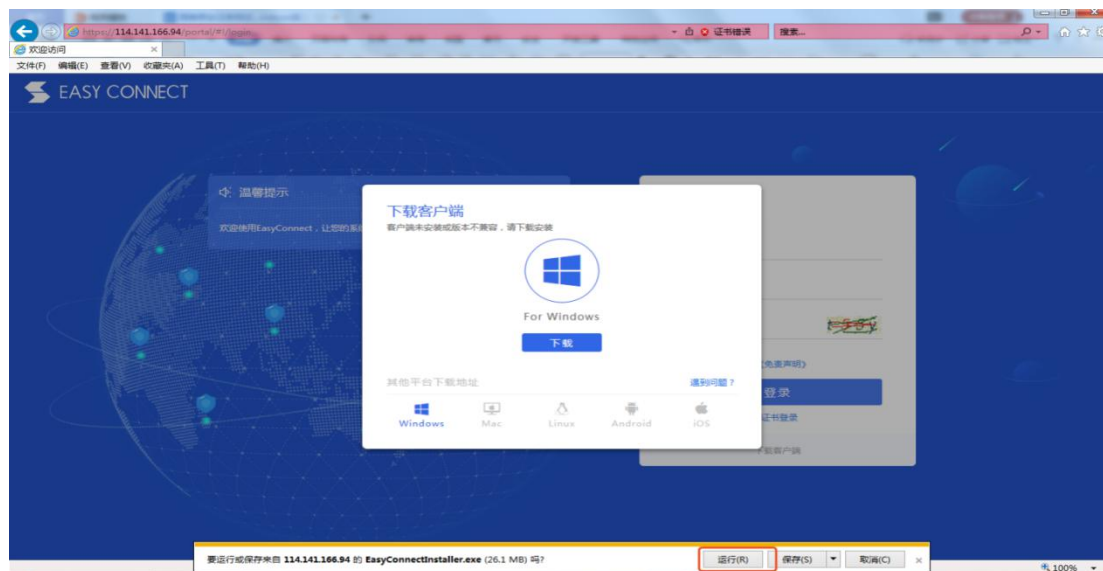 https://114.141.166.94/portal/#!/login
证书错误
搜索...
欢迎访问
文件(F) 编辑(E) 查看(V) 收藏夹(A) 工具(T) 帮助(H)
EASY CONNECT
温馨提示
欢迎使用EasyConnect，让您的系
下载客户端
客户端未安装或版本不兼容，请下载安装
For Windows
下载
其他平台下载地址
遇到问题？
Windows Mac Linux Android iOS
免责声明》
登录
证书登录
下载客户端
要运行或保存来自 114.141.166.94 的 EasyConnectInstaller.exe (26.1 MB) 吗?
运行(R) 保存(S) 取消(C)
100%